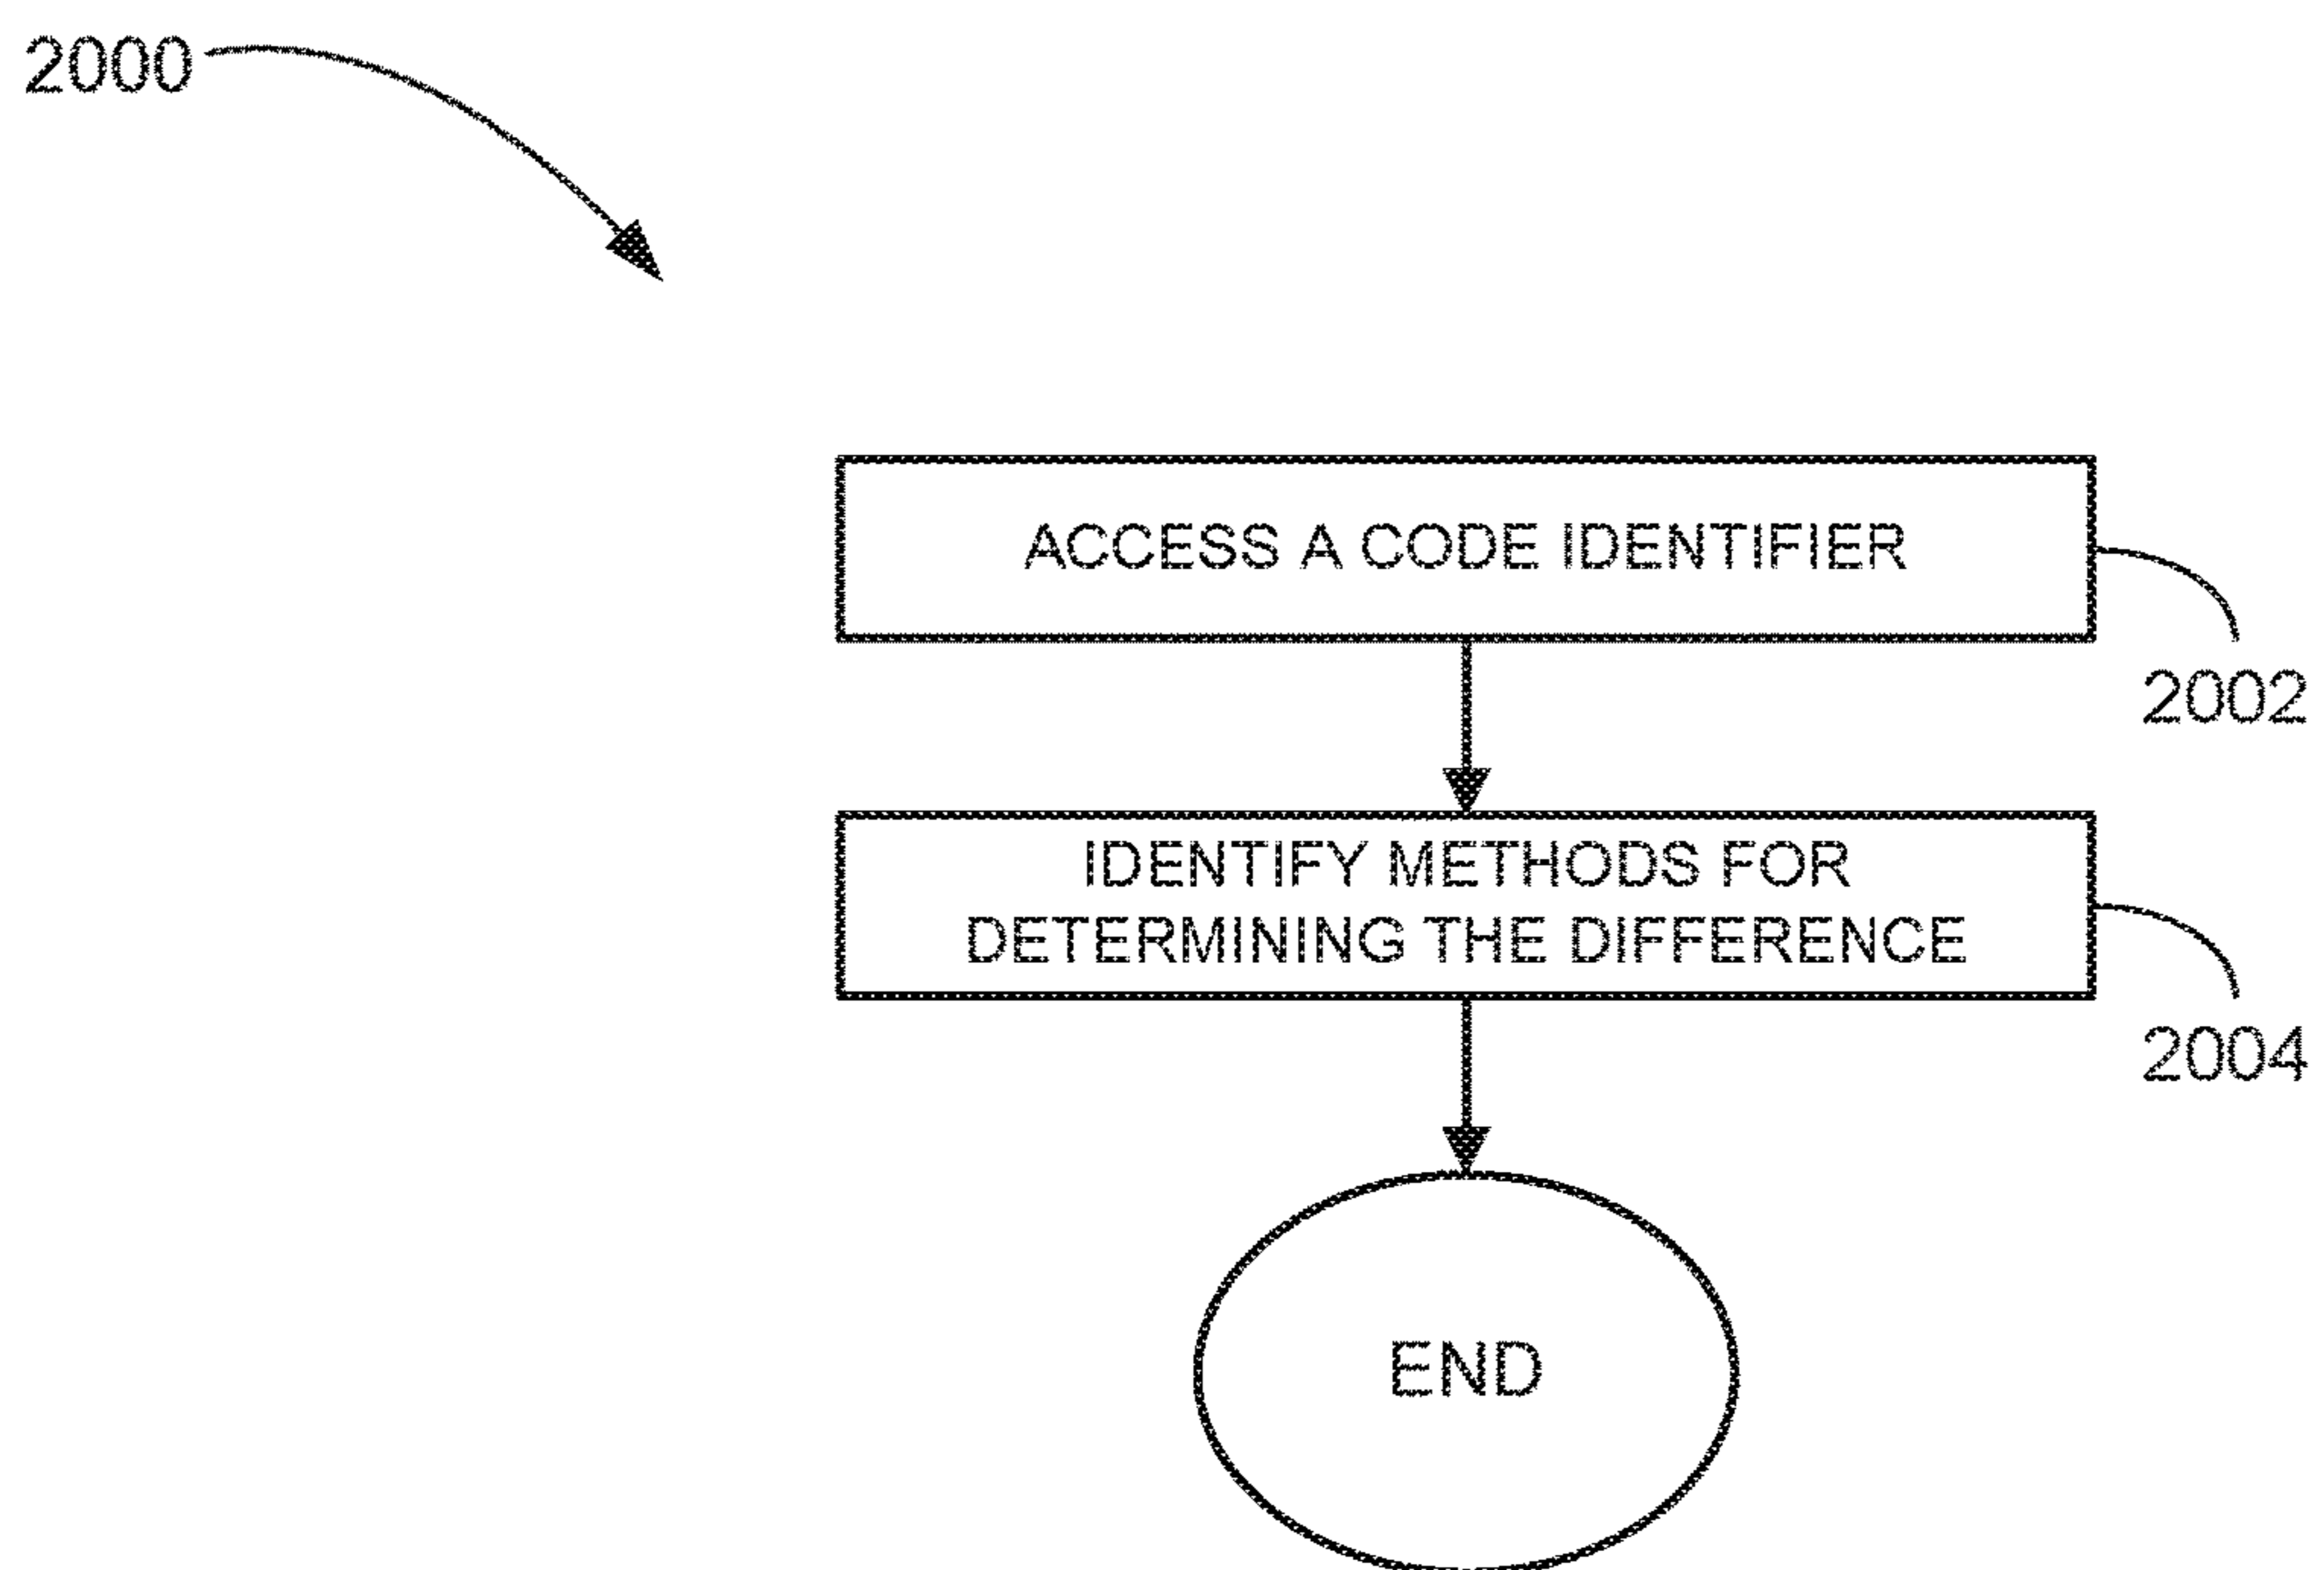 2000
ACCESS A CODE IDENTIFIER
2002
IDENTIFY METHODS FOR
DETERMINING THE DIFFERENCE
2004
END